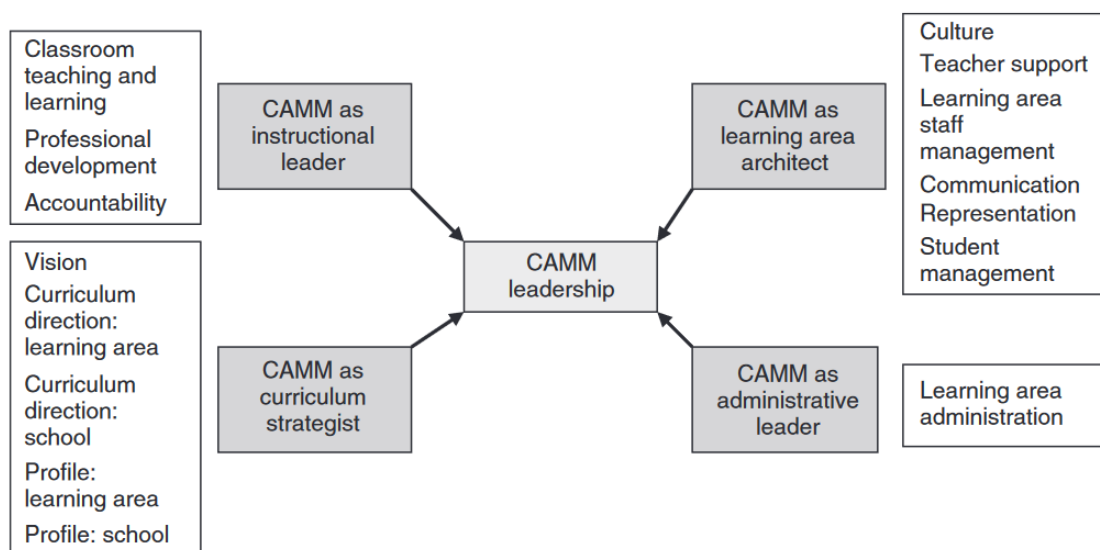 Classroom
teaching and
learning
Professional
development
Accountability
CAMM as
instructional
leader
CAMM as
learning area
architect
Culture
Teacher support
Learning area
staff
management
Communication
Representation
Student
management
CAMM
leadership
Vision
Curriculum
direction:
learning area
Curriculum
direction:
school
Profile:
learning area
Profile: school
CAMM as
curriculum
strategist
CAMM as
administrative
leader
Learning area
administration